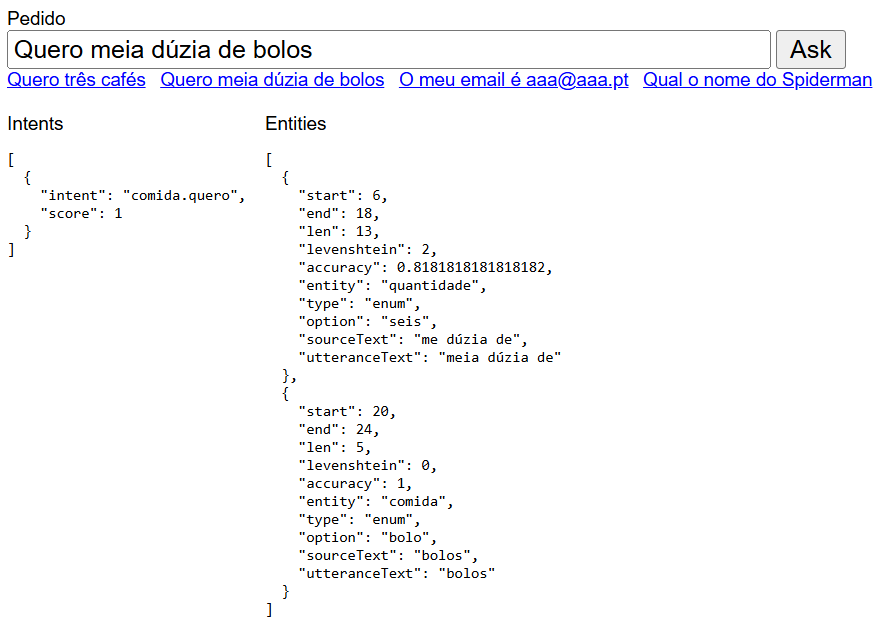 Pedido
Quero meia dúzia de bolos Ask
Quero três cafés Quero meia dúzia de bolos O meu email é aaa@aaa.pt Qual o nome do Spiderman
Intents
[
  {
    "intent": "comida.quero",
    "score": 1
  }
]
Entities
[
  {
    "start": 6,
    "end": 18,
    "len": 13,
    "levenshtein": 2,
    "accuracy": 0.8181818181818182,
    "entity": "quantidade",
    "type": "enum",
    "option": "seis",
    "sourceText": "me dúzia de",
    "utteranceText": "meia dúzia de"
  },
  {
    "start": 20,
    "end": 24,
    "len": 5,
    "levenshtein": 0,
    "accuracy": 1,
    "entity": "comida",
    "type": "enum",
    "option": "bolo",
    "sourceText": "bolos",
    "utteranceText": "bolos"
  }
]